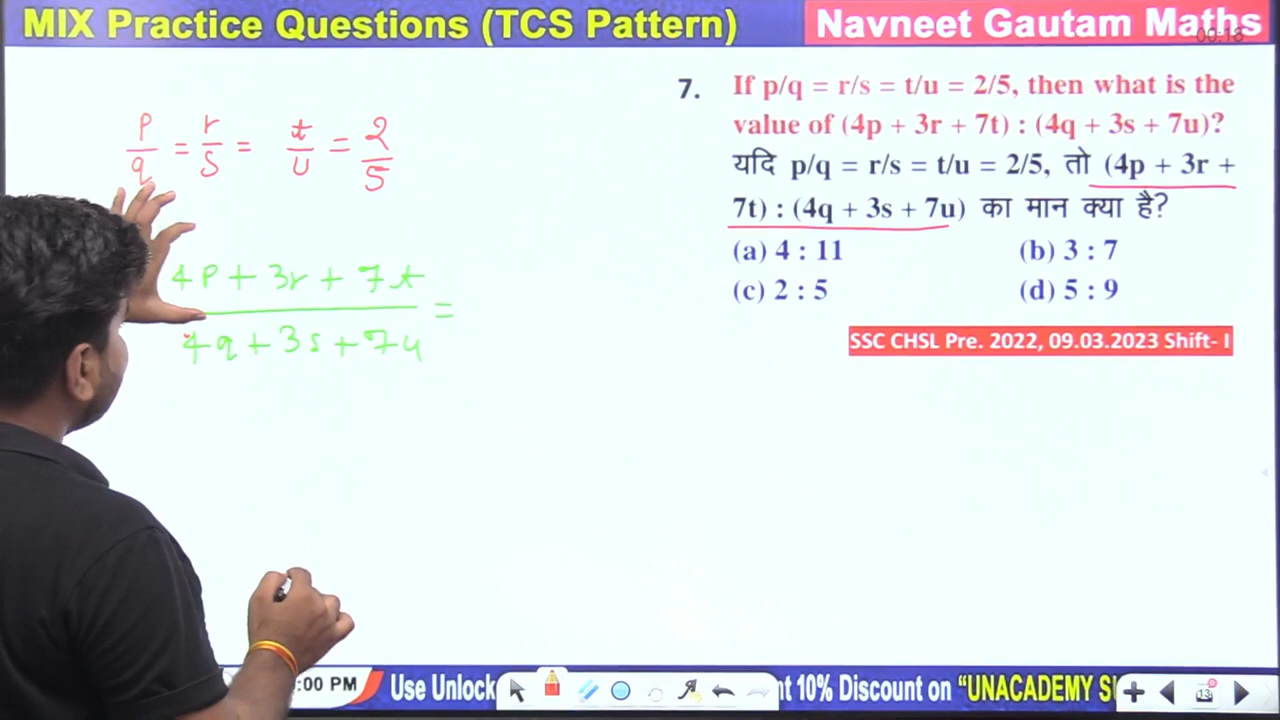 MIX Practice Questions (TCS Pattern)
Navneet Gautam Maths
00:18
p/q = r/s = t/u = 2/5
4p + 3r + 7t
4q + 3s + 7u =
7. If p/q = r/s = t/u = 2/5, then what is the
value of (4p + 3r + 7t) : (4q + 3s + 7u)?
यदि p/q = r/s = t/u = 2/5, तो (4p + 3r +
7t) : (4q + 3s + 7u) का मान क्या है?
(a) 4 : 11 (b) 3 : 7
(c) 2 : 5 (d) 5 : 9
SSC CHSL Pre. 2022, 09.03.2023 Shift- I
:00 PM Use Unlock 10% Discount on “UNACADEMY
13